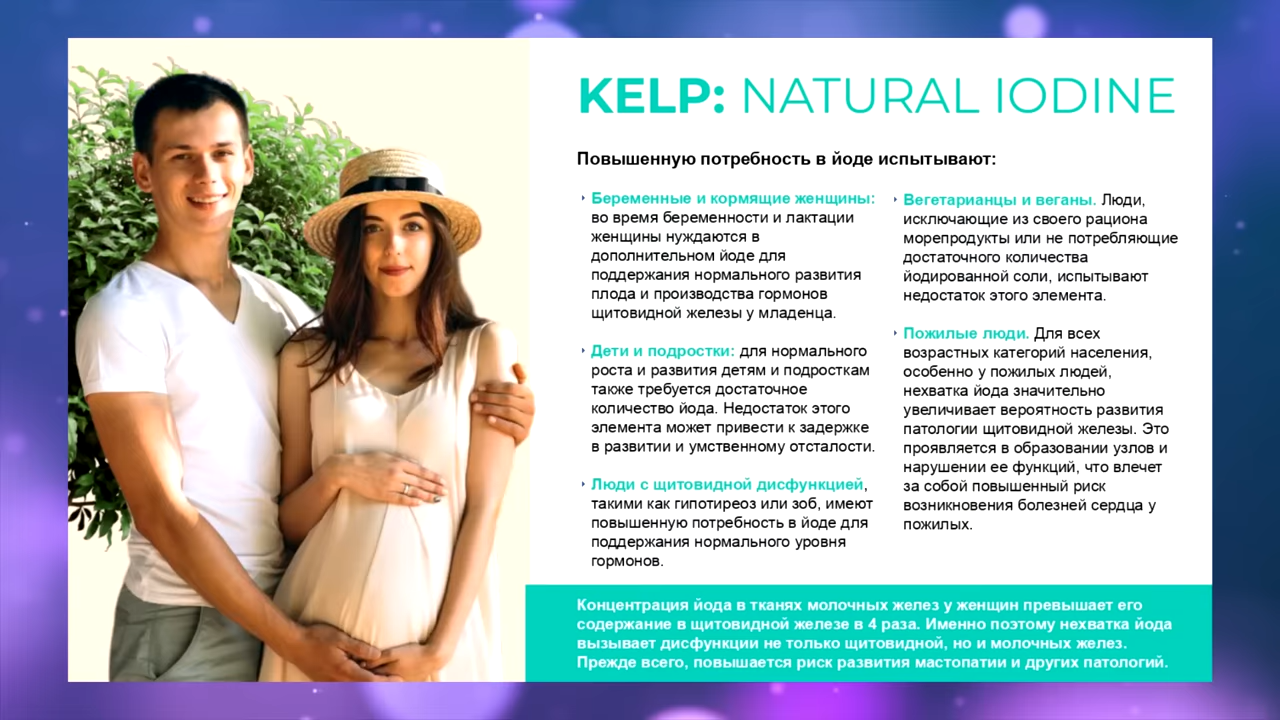 KELP: NATURAL IODINE
Повышенную потребность в йоде испытывают:
Беременные и кормящие женщины:
во время беременности и лактации
женщины нуждаются в
дополнительном йоде для
поддержания нормального развития
плода и производства гормонов
щитовидной железы у младенца.
Дети и подростки: для нормального
роста и развития детям и подросткам
также требуется достаточное
количество йода. Недостаток этого
элемента может привести к задержке
в развитии и умственному отсталости.
Люди с щитовидной дисфункцией,
такими как гипотиреоз или зоб, имеют
повышенную потребность в йоде для
поддержания нормального уровня
гормонов.
Вегетарианцы и веганы. Люди,
исключающие из своего рациона
морепродукты или не потребляющие
достаточного количества
йодированной соли, испытывают
недостаток этого элемента.
Пожилые люди. Для всех
возрастных категорий населения,
особенно у пожилых людей,
нехватка йода значительно
увеличивает вероятность развития
патологии щитовидной железы. Это
проявляется в образовании узлов и
нарушении ее функций, что влечет
за собой повышенный риск
возникновения болезней сердца у
пожилых.
Концентрация йода в тканях молочных желез у женщин превышает его
содержание в щитовидной железе в 4 раза. Именно поэтому нехватка йода
вызывает дисфункции не только щитовидной, но и молочных желез.
Прежде всего, повышается риск развития мастопатии и других патологий.